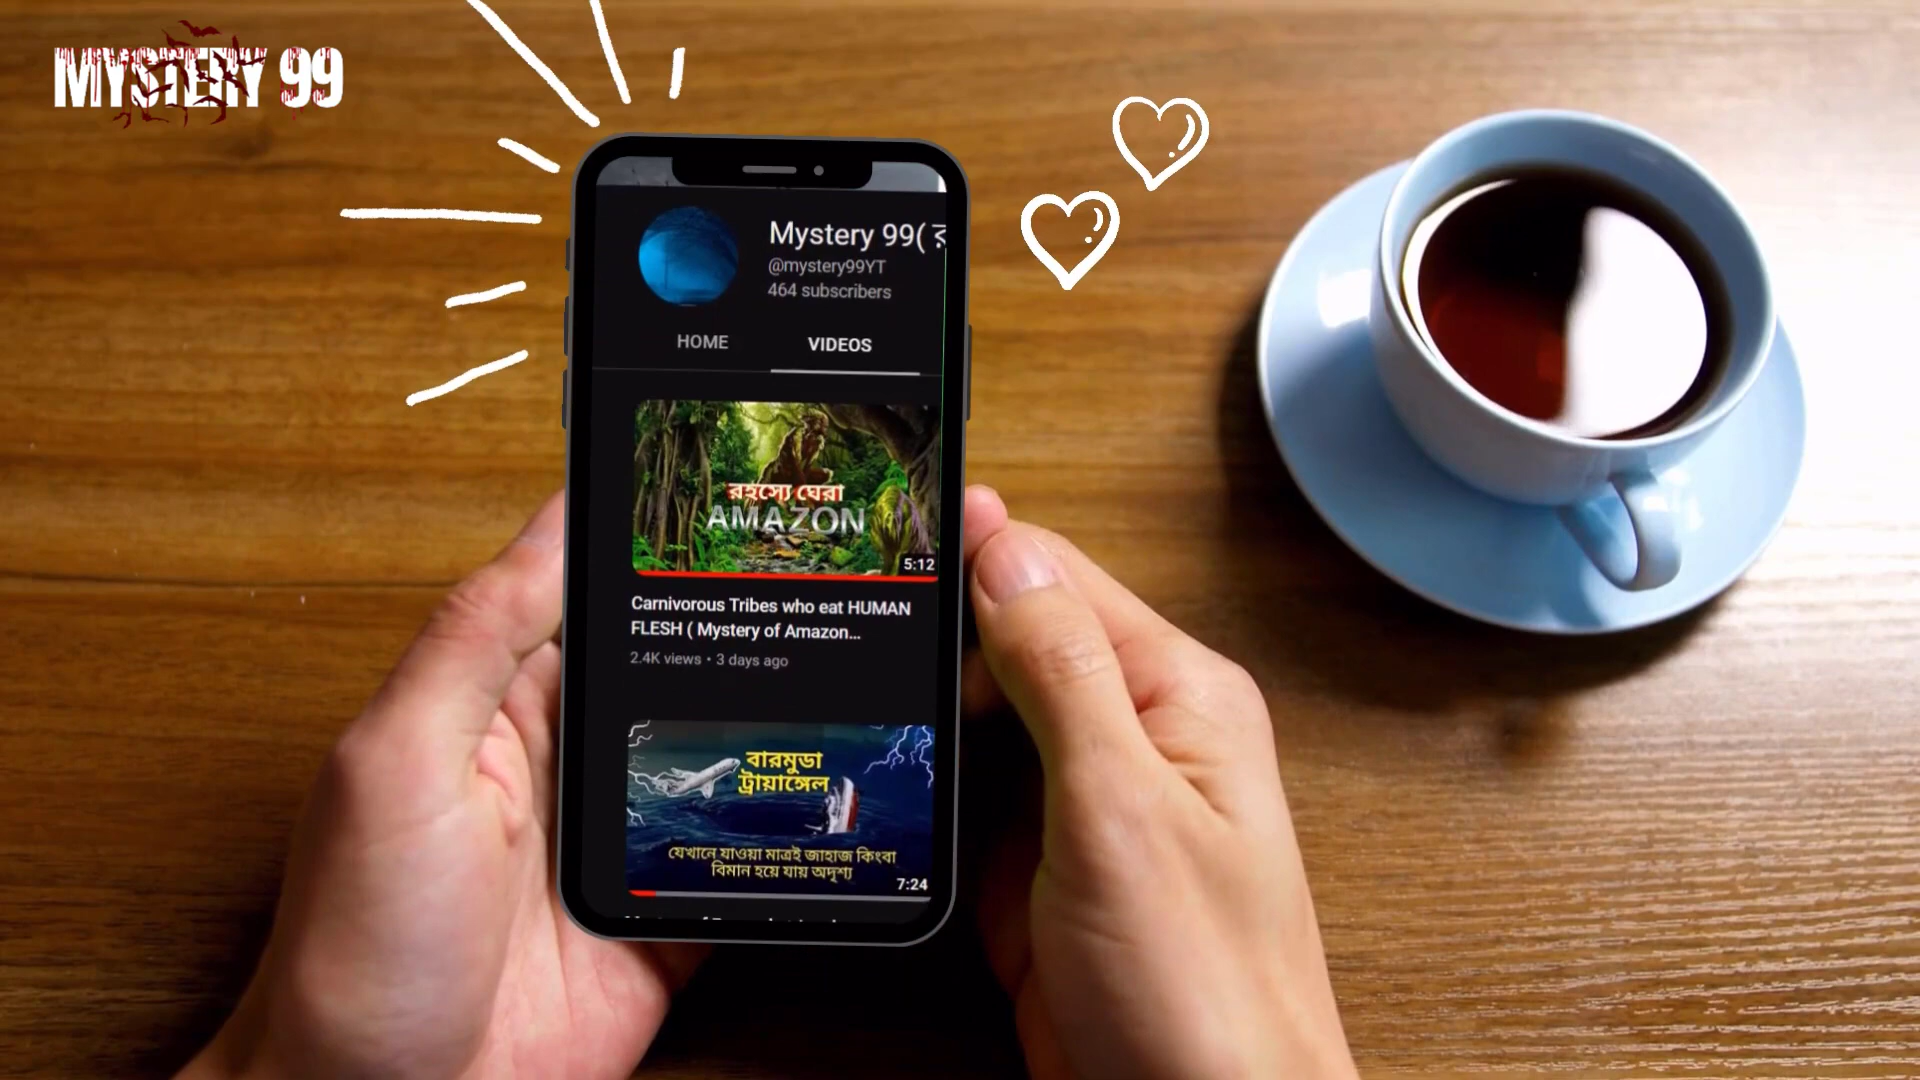 MYSTERY 99
Mystery 99(
@mystery99YT
464 subscribers
HOME
VIDEOS
রহস্যে ঘেরা
AMAZON
5:12
Carnivorous Tribes who eat HUMAN
FLESH ( Mystery of Amazon...
2.4K views • 3 days ago
বারমুডা
ট্রায়াঙ্গেল
যেখানে যাওয়া মাত্রই জাহাজ কিংবা
বিমান হয়ে যায় অদৃশ্য
7:24